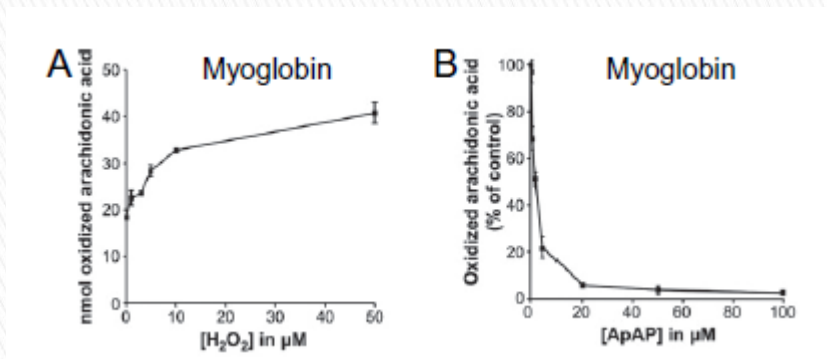 A
Myoglobin
nmol oxidized arachidonic acid
50
40
30
20
10
0
0 10 20 30 40 50
[H₂O₂] in µM
B
Myoglobin
Oxidized arachidonic acid
(% of control)
100
80
60
40
20
0
0 20 40 60 80 100
[ApAP] in µM